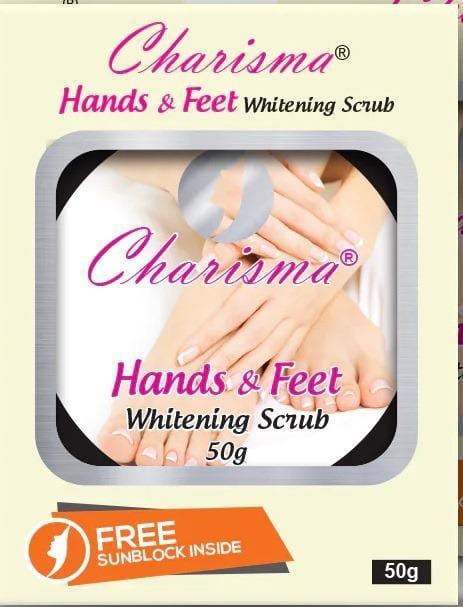 (R)
Charisma®
Hands & Feet Whitening Scrub
Charisma®
Hands & Feet
Whitening Scrub
50g
FREE
SUNBLOCK INSIDE
50g